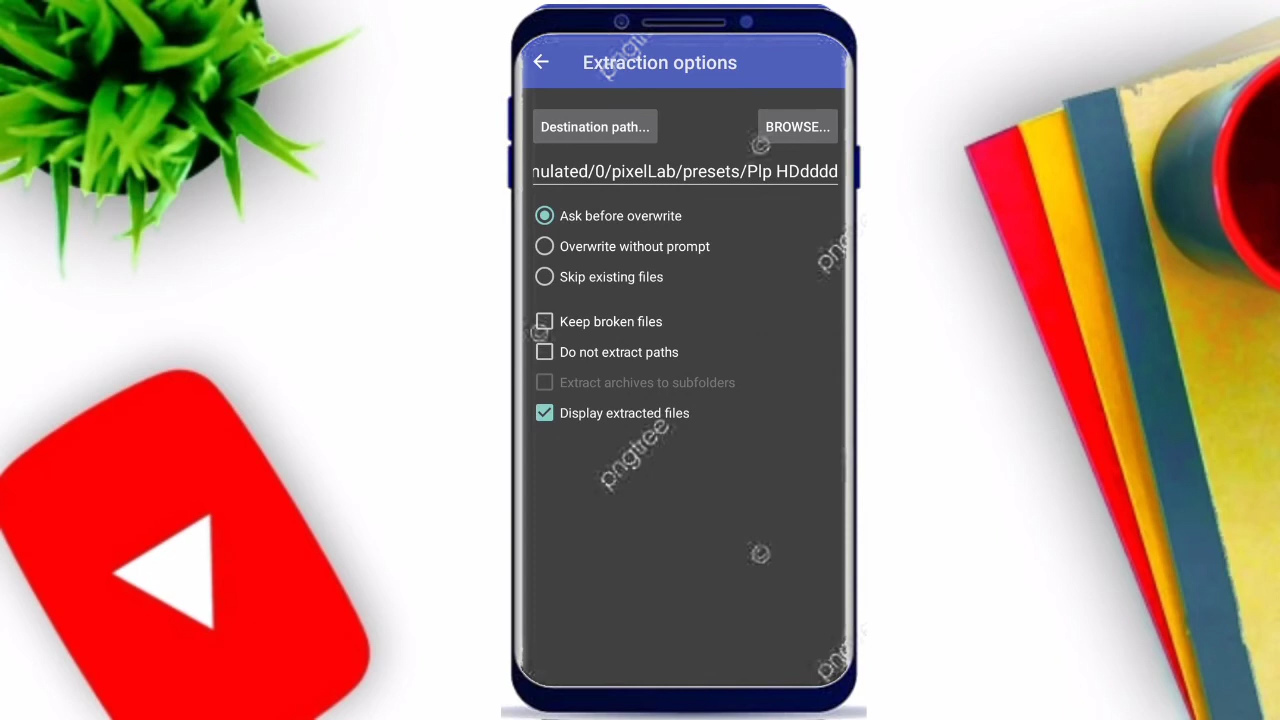 Extraction options
Destination path... BROWSE...
nulated/0/pixelLab/presets/Plp HDdddd
Ask before overwrite
Overwrite without prompt
Skip existing files
Keep broken files
Do not extract paths
Extract archives to subfolders
Display extracted files
pngtree